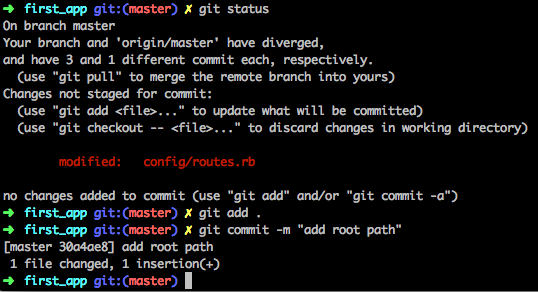 ➜ first_app git:(master) ✗ git status
On branch master
Your branch and 'origin/master' have diverged,
and have 3 and 1 different commit each, respectively.
  (use "git pull" to merge the remote branch into yours)
Changes not staged for commit:
  (use "git add <file>..." to update what will be committed)
  (use "git checkout -- <file>..." to discard changes in working directory)
        modified:   config/routes.rb
no changes added to commit (use "git add" and/or "git commit -a")
➜ first_app git:(master) ✗ git add .
➜ first_app git:(master) ✗ git commit -m "add root path"
[master 30a4ae8] add root path
 1 file changed, 1 insertion(+)
➜ first_app git:(master)